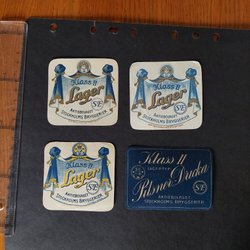 Klass II
Lager
AKTIEBOLAGET
STOCKHOLMS BRYGGERIER
Klass II
Lager
AKTIEBOLAGET
STOCKHOLMS BRYGGERIER
Klass II
Lager
AKTIEBOLAGET
STOCKHOLMS BRYGGERIER
Klass II
Pilsner-Dricka
AKTIEBOLAGET
STOCKHOLMS BRYGGERIER